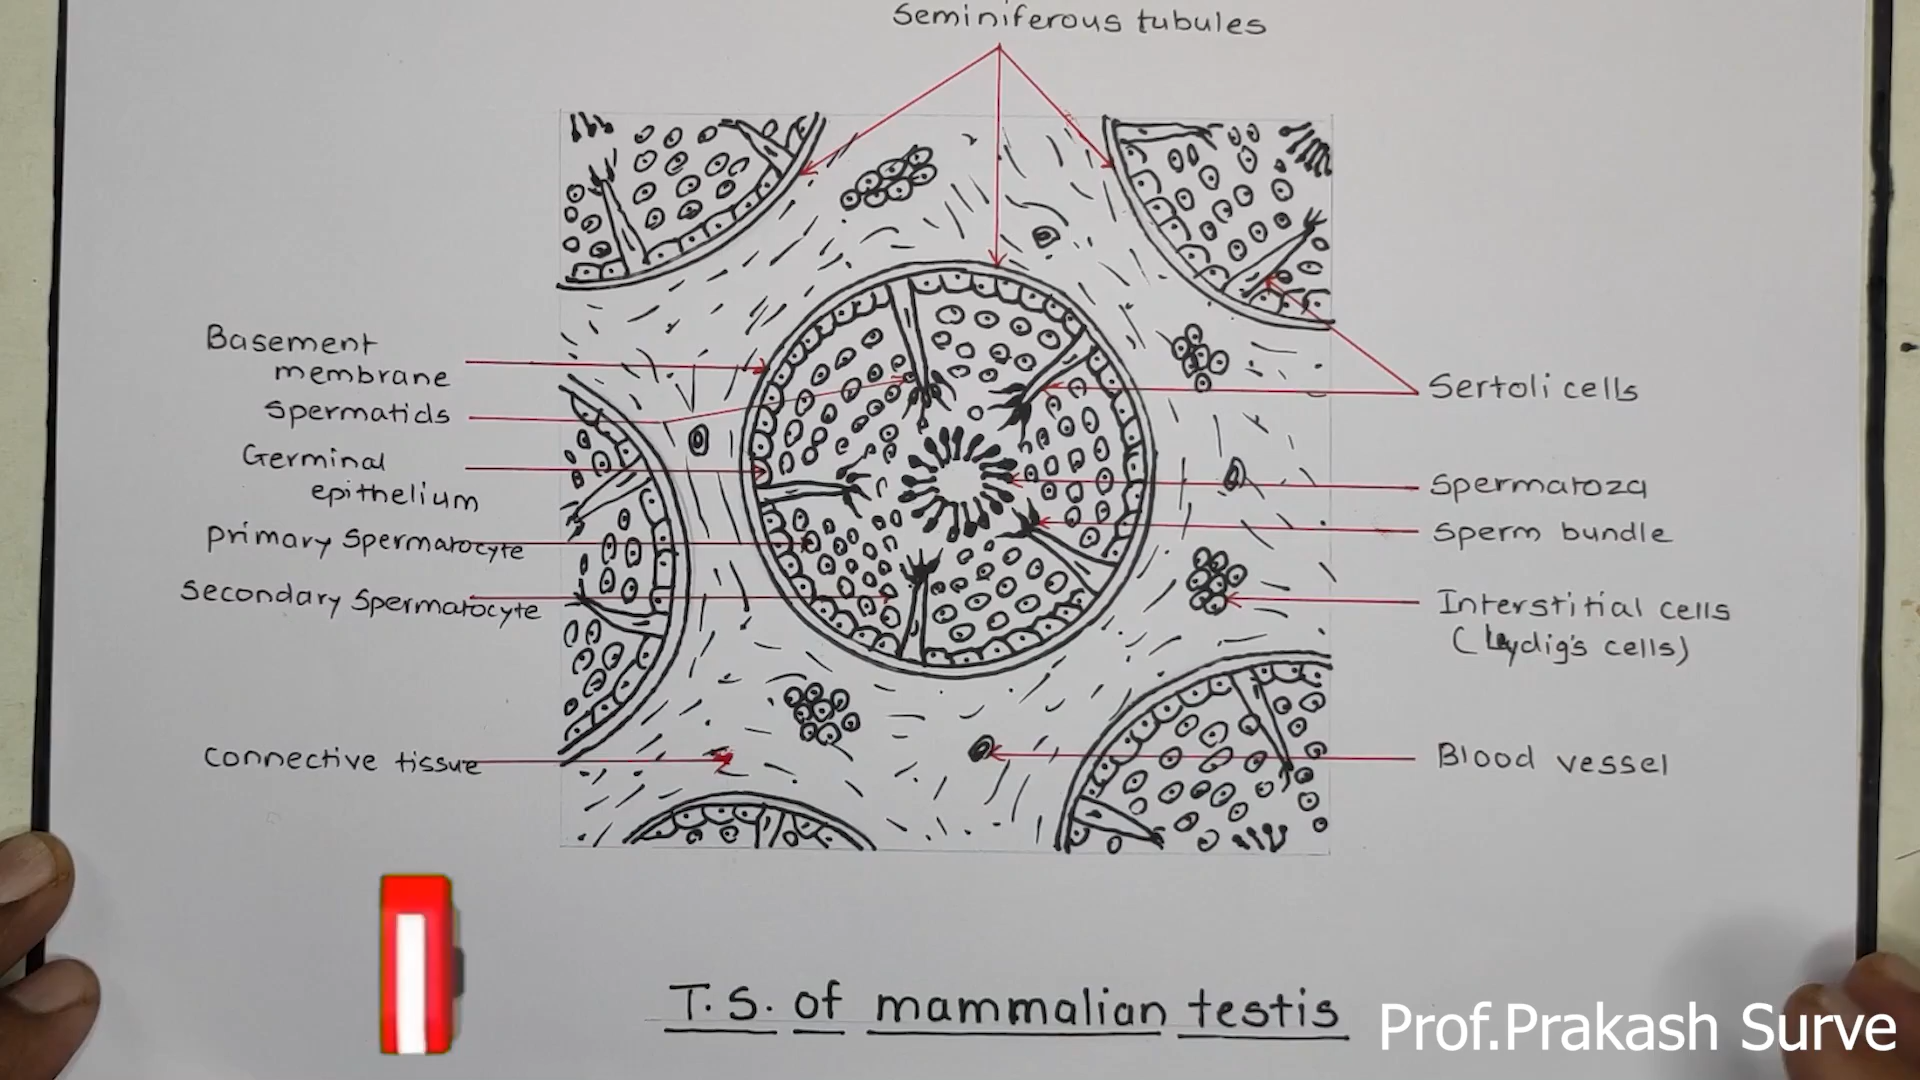 Seminiferous tubules
Basement
membrane
Spermatids
Germinal
epithelium
primary Spermatocyte
Secondary Spermatocyte
Connective tissue
Sertoli cells
Spermatoza
Sperm bundle
Interstitial cells
(Leydig's cells)
Blood vessel
T.S. of mammalian testis
Prof.Prakash Surve